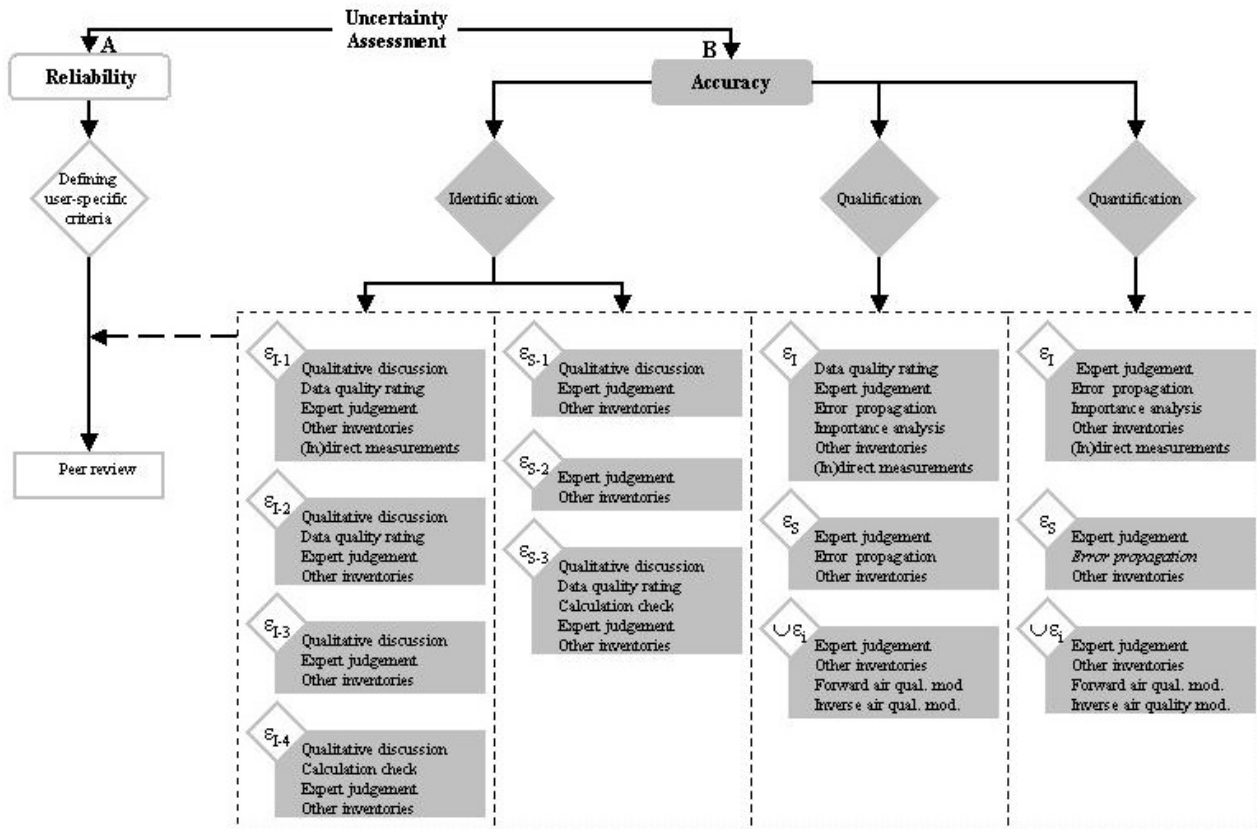 Uncertainty
Assessment
A
B
Reliability
Accuracy
Defining
user-specific
criteria
Identification
Qualification
Quantification
Peer review
εI-1
Qualitative discussion
Data quality rating
Expert judgement
Other inventories
(In)direct measurements
εI-2
Qualitative discussion
Data quality rating
Expert judgement
Other inventories
εI-3
Qualitative discussion
Expert judgement
Other inventories
εI-4
Qualitative discussion
Calculation check
Expert judgement
Other inventories
εS-1
Qualitative discussion
Expert judgement
Other inventories
εS-2
Expert judgement
Other inventories
εS-3
Qualitative discussion
Data quality rating
Calculation check
Expert judgement
Other inventories
εI
Data quality rating
Expert judgement
Error propagation
Importance analysis
Other inventories
(In)direct measurements
εS
Expert judgement
Error propagation
Other inventories
∪εi
Expert judgement
Other inventories
Forward air qual. mod
Inverse air qual. mod.
εI
Expert judgement
Error propagation
Importance analysis
Other inventories
(In)direct measurements
εS
Expert judgement
Error propagation
Other inventories
∪εi
Expert judgement
Other inventories
Forward air qual. mod.
Inverse air quality mod.